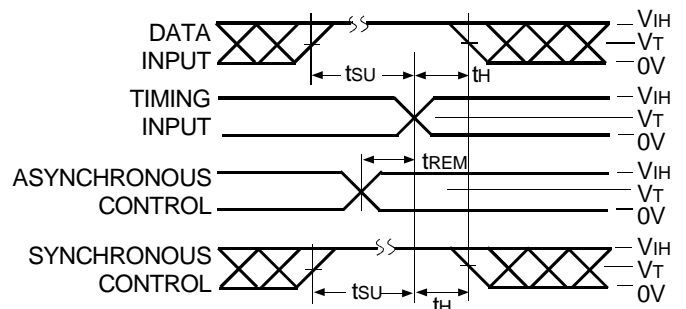 DATA
INPUT
tSU
tH
VIH
VT
0V
TIMING
INPUT
VIH
VT
0V
tREM
ASYNCHRONOUS
CONTROL
VIH
VT
0V
SYNCHRONOUS
CONTROL
tSU
tH
VIH
VT
0V